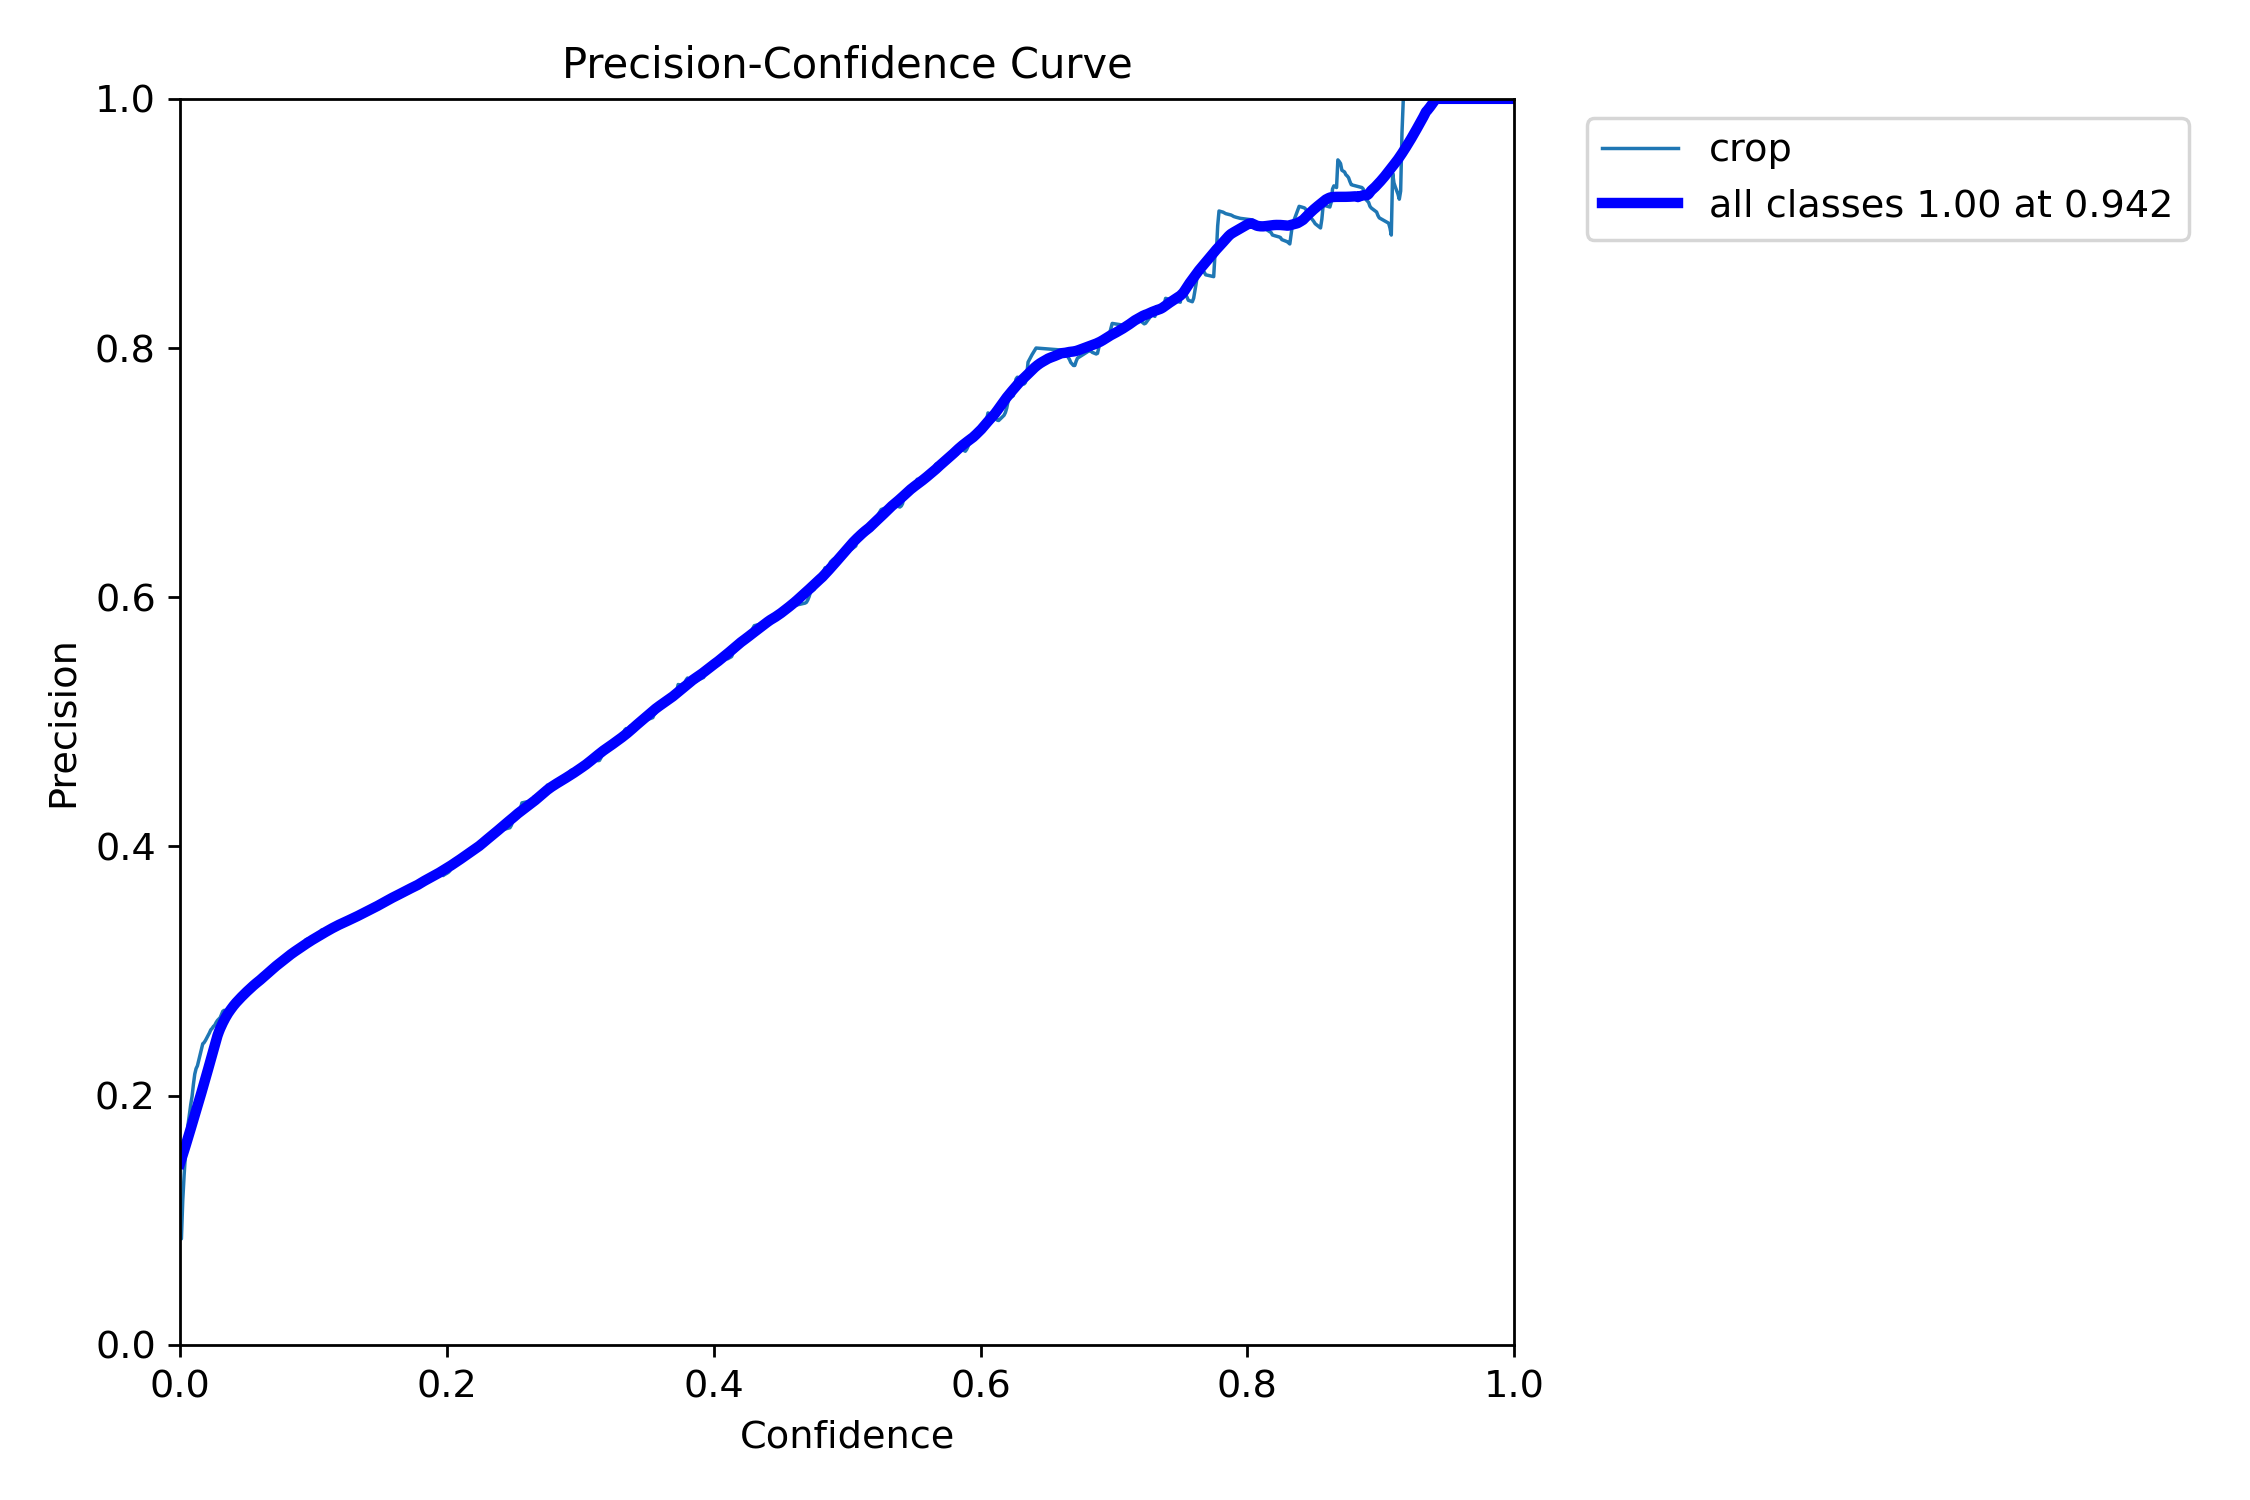 Precision-Confidence Curve
1.0
0.8
0.6
0.4
0.2
0.0
Precision
0.0 0.2 0.4 0.6 0.8 1.0
Confidence
crop
all classes 1.00 at 0.942